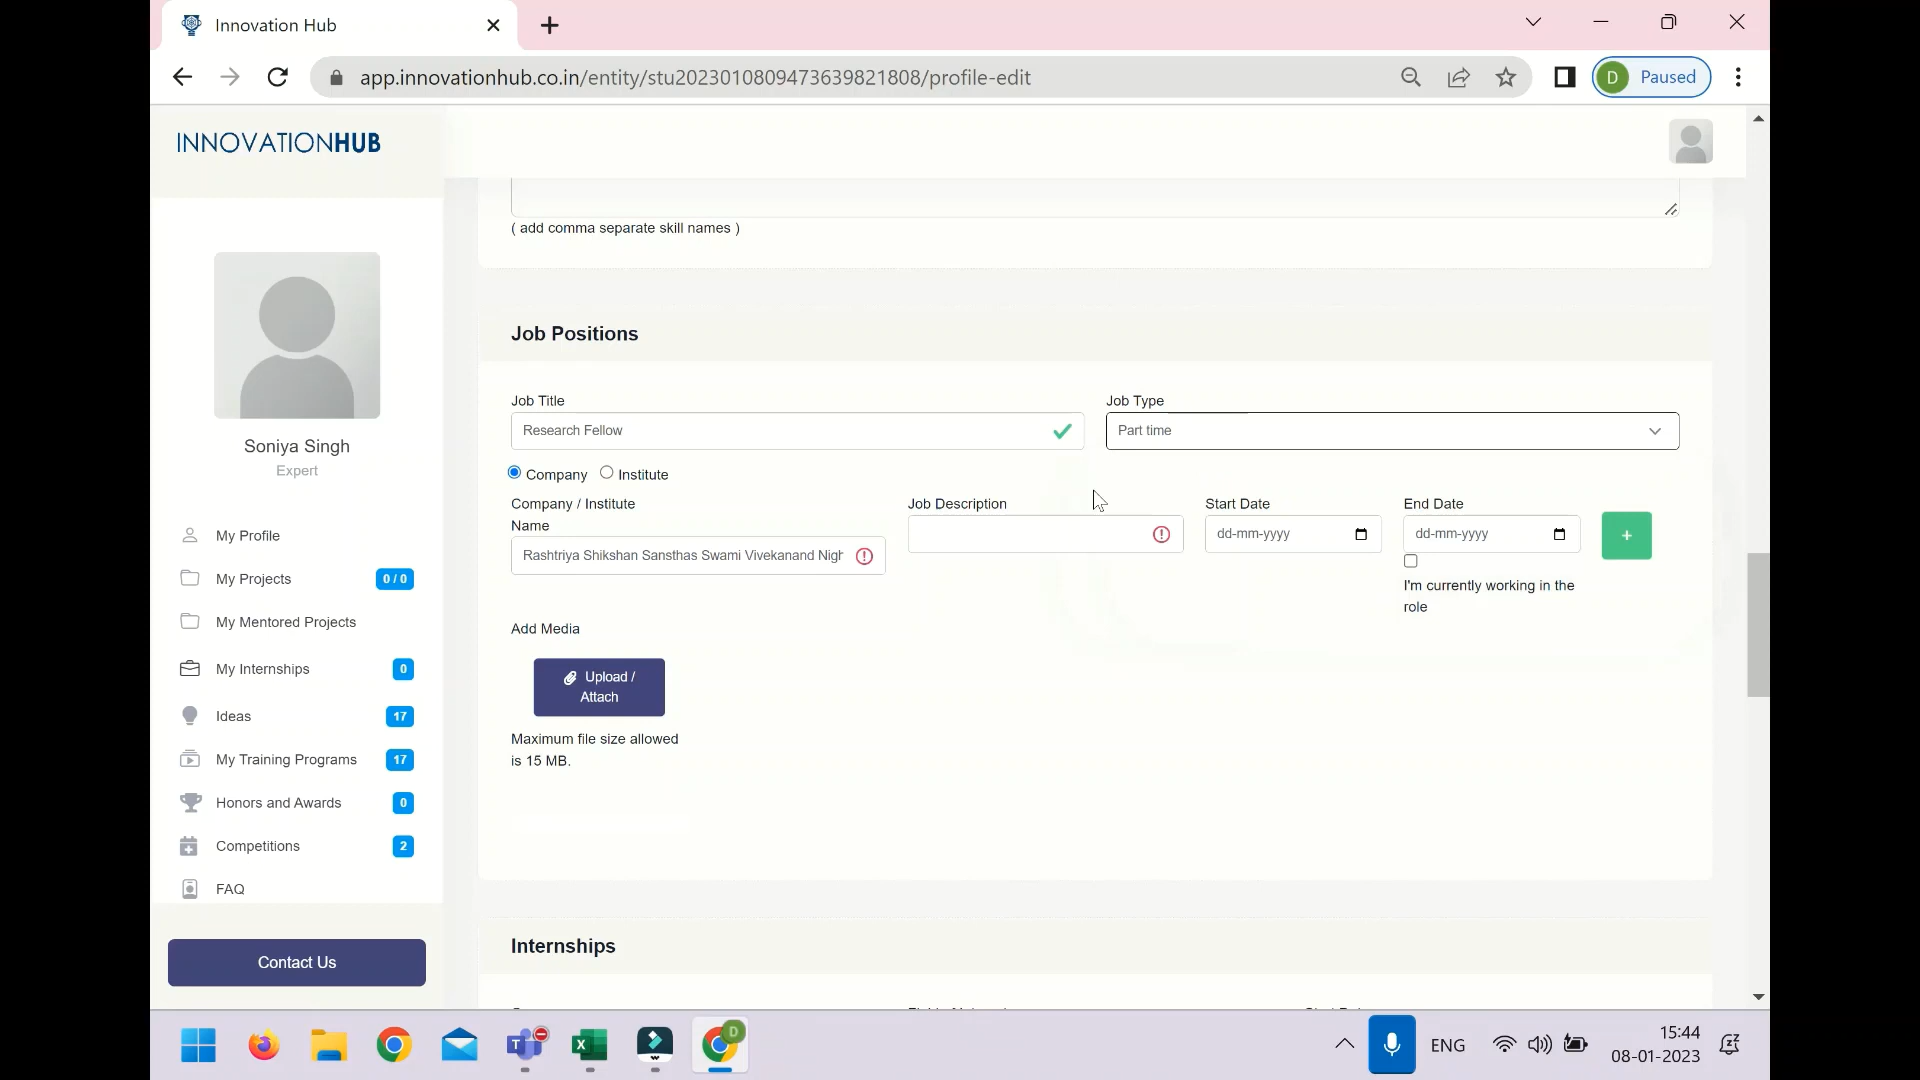 Innovation Hub
app.innovationhub.co.in/entity/stu2023010809473639821808/profile-edit
D Paused
INNOVATIONHUB
( add comma separate skill names )
Soniya Singh
Expert
My Profile
My Projects 0 / 0
My Mentored Projects
My Internships 0
Ideas 17
My Training Programs 17
Honors and Awards 0
Competitions 2
FAQ
Contact Us
Job Positions
Job Title Job Type
Research Fellow Part time
Company Institute
Company / Institute
Name
Job Description Start Date End Date
dd-mm-yyyy dd-mm-yyyy +
Rashtriya Shikshan Sansthas Swami Vivekanand Nigh
I'm currently working in the
role
Add Media
Upload /
Attach
Maximum file size allowed
is 15 MB.
Internships
D
ENG
15:44
08-01-2023